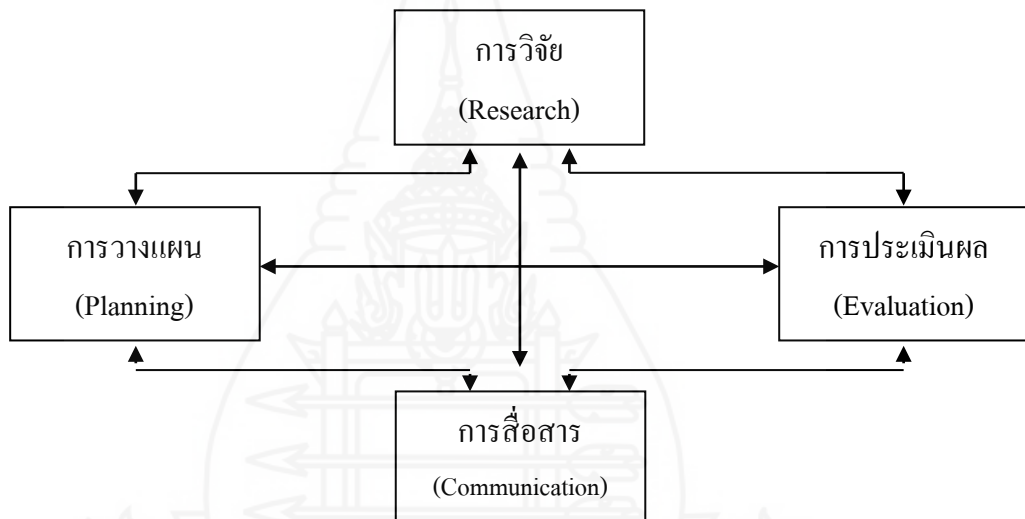 การวิจัย
(Research)
การวางแผน
(Planning)
การประเมินผล
(Evaluation)
การสื่อสาร
(Communication)